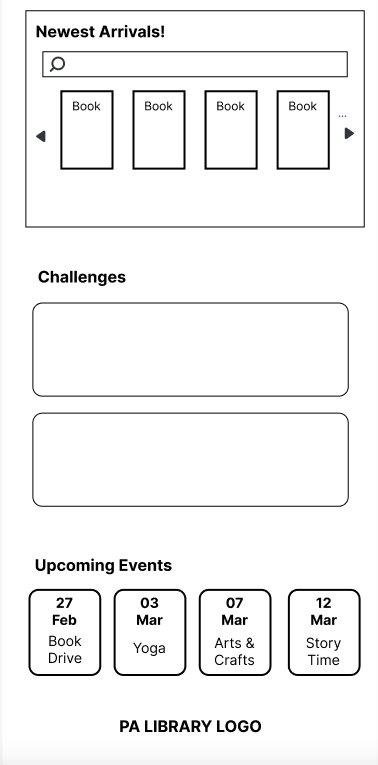 Newest Arrivals!
Book Book Book Book
...
Challenges
Upcoming Events
27 03 07 12
Feb Mar Mar Mar
Book Drive
Yoga
Arts & Crafts
Story Time
PA LIBRARY LOGO